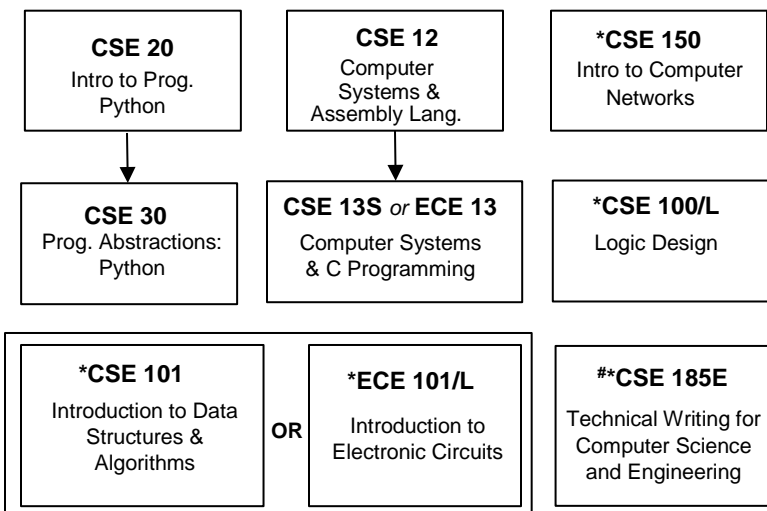 CSE 20
Intro to Prog.
Python
CSE 12
Computer
Systems &
Assembly Lang.
*CSE 150
Intro to Computer
Networks
CSE 30
Prog. Abstractions:
Python
CSE 13S or ECE 13
Computer Systems
& C Programming
*CSE 100/L
Logic Design
*CSE 101
Introduction to Data
Structures &
Algorithms
OR
*ECE 101/L
Introduction to
Electronic Circuits
#*CSE 185E
Technical Writing for
Computer Science
and Engineering